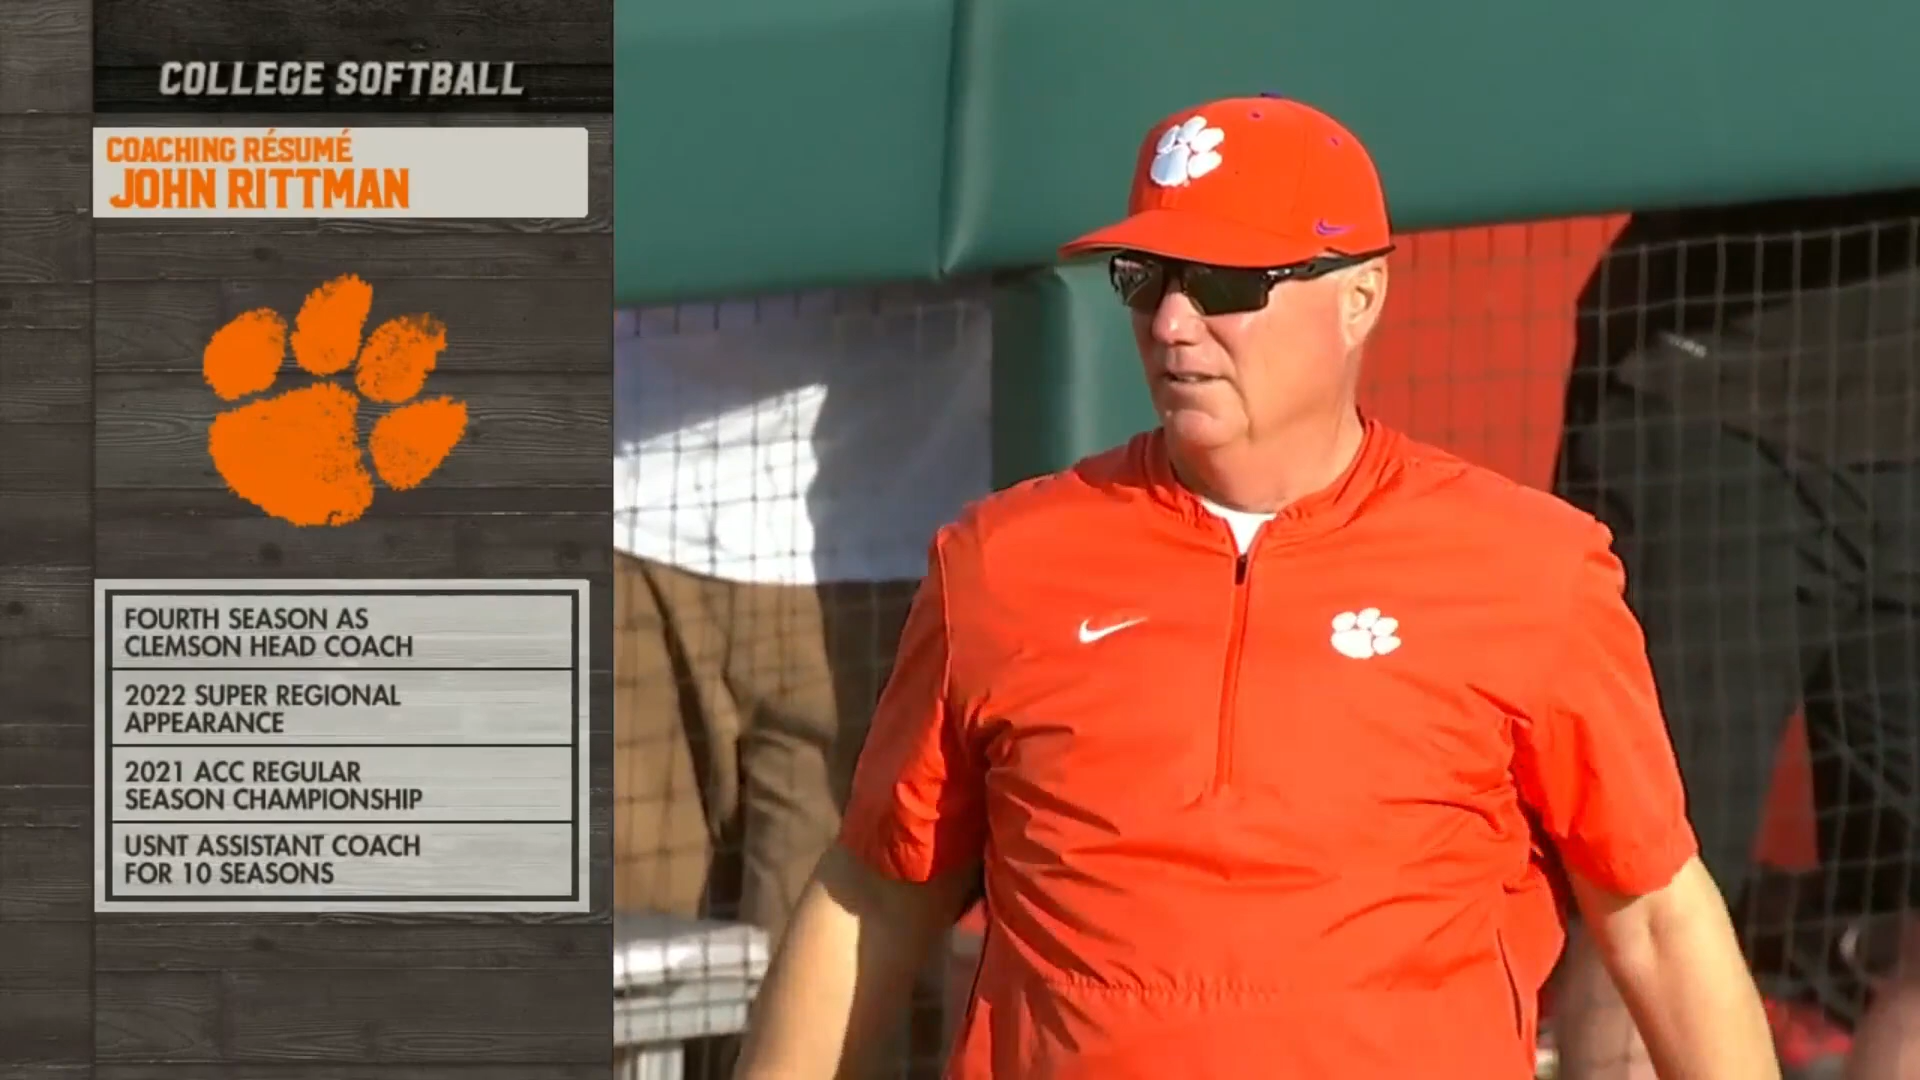 COLLEGE SOFTBALL
COACHING RÉSUMÉ
JOHN RITTMAN
FOURTH SEASON AS
CLEMSON HEAD COACH
2022 SUPER REGIONAL
APPEARANCE
2021 ACC REGULAR
SEASON CHAMPIONSHIP
USNT ASSISTANT COACH
FOR 10 SEASONS